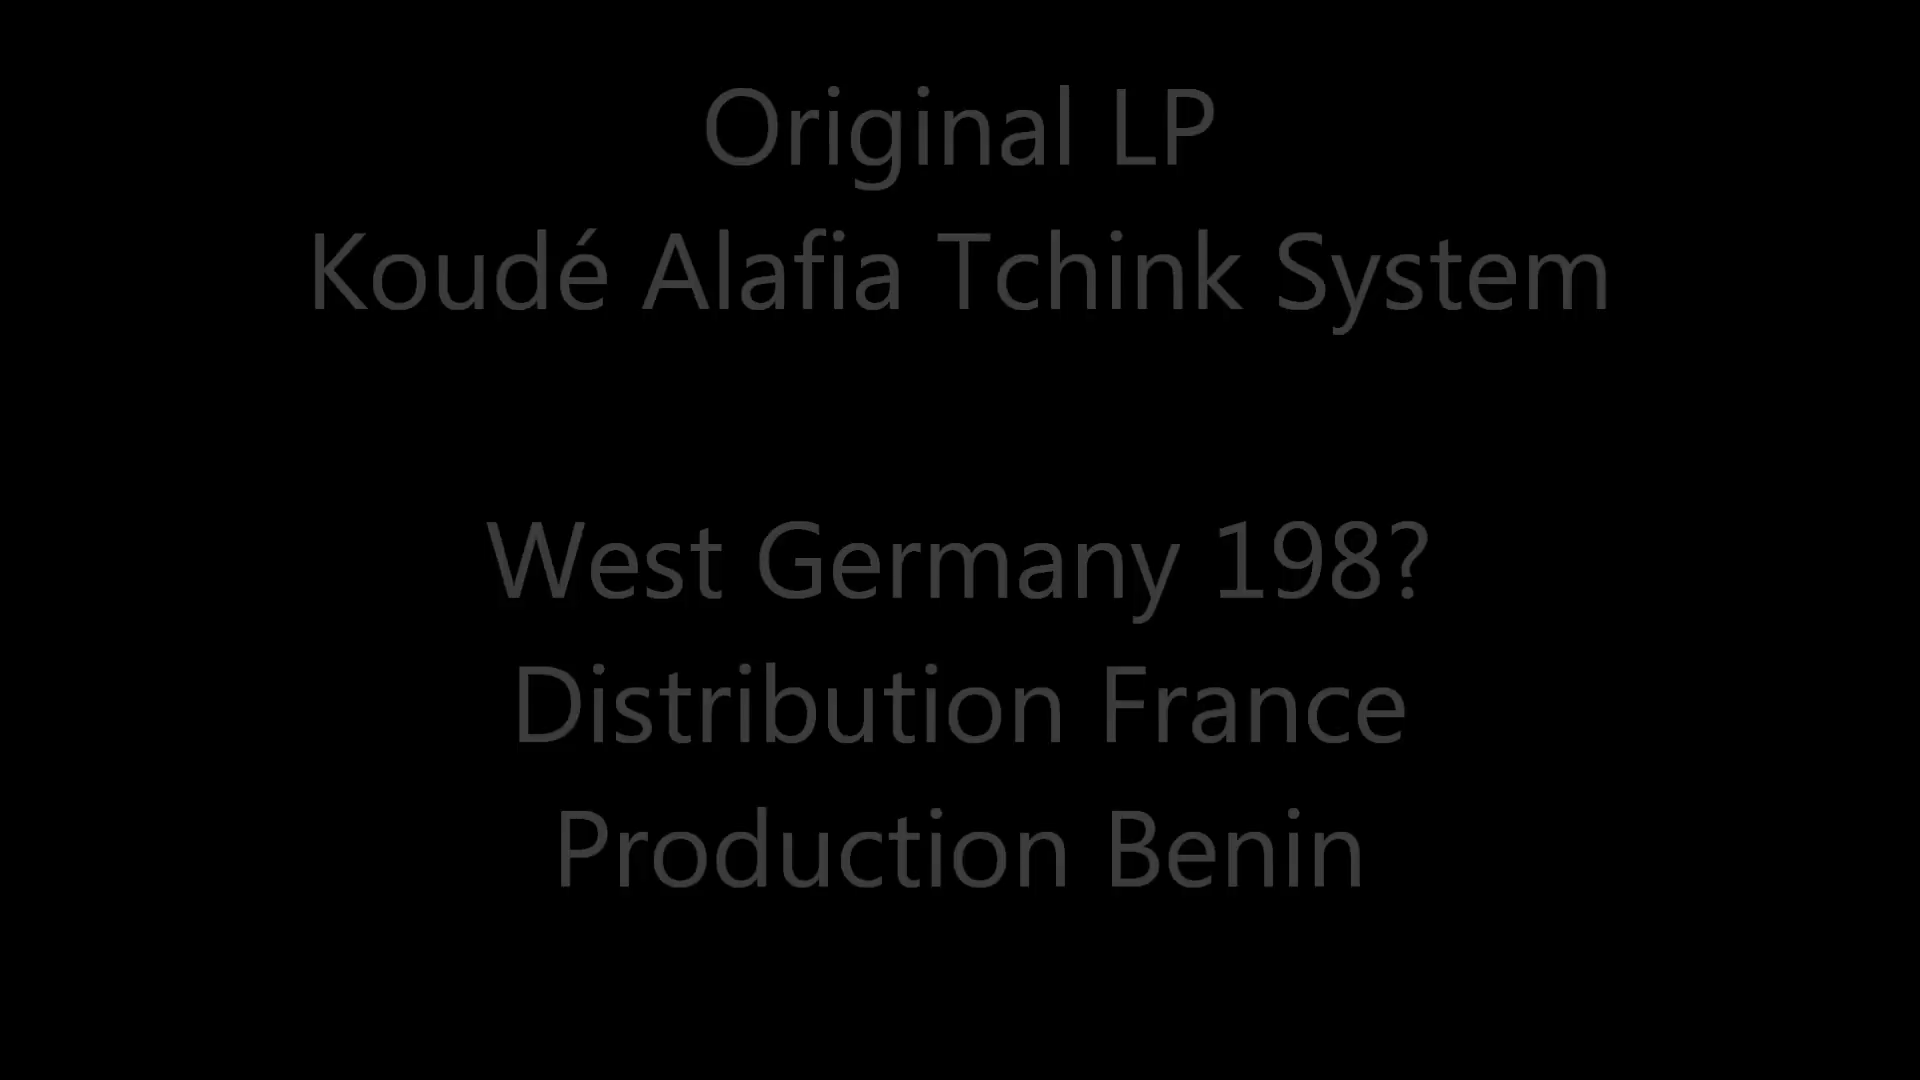 Original LP
Koudé Alafia Tchink System
West Germany 198?
Distribution France
Production Benin